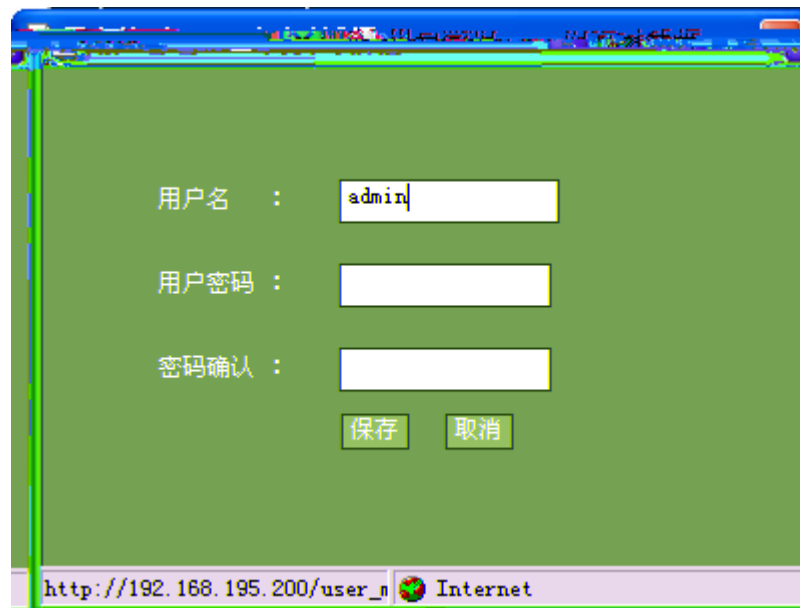 用户名 : admin
用户密码 :
密码确认 :
保存 取消
http://192.168.195.200/user_m Internet